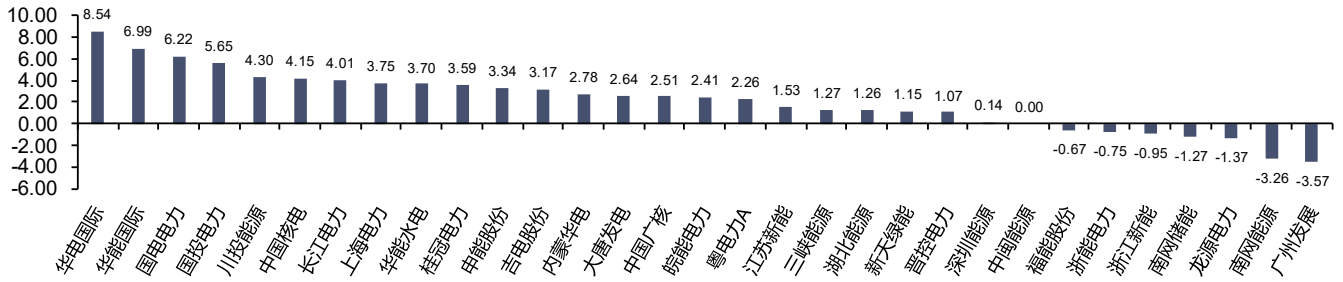 10.00
8.00
6.00
4.00
2.00
0.00
-2.00
-4.00
-6.00
8.54
6.99
6.22
5.65
4.30
4.15
4.01
3.75
3.70
3.59
3.34
3.17
2.78
2.64
2.51
2.41
2.26
1.53
1.27
1.26
1.15
1.07
0.14
0.00
-0.67
-0.75
-0.95
-1.27
-1.37
-3.26
-3.57
华电国际
华能国际
国电电力
国投电力
川投能源
中国核电
长江电力
上海电力
华能水电
桂冠电力
申能股份
吉电股份
内蒙华电
大唐发电
中国广核
皖能电力
粤电力A
江苏新能
三峡能源
湖北能源
新天绿能
晋控电力
深圳能源
中闽能源
福能股份
浙能电力
浙江新能
南网储能
龙源电力
南网能源
广州发展